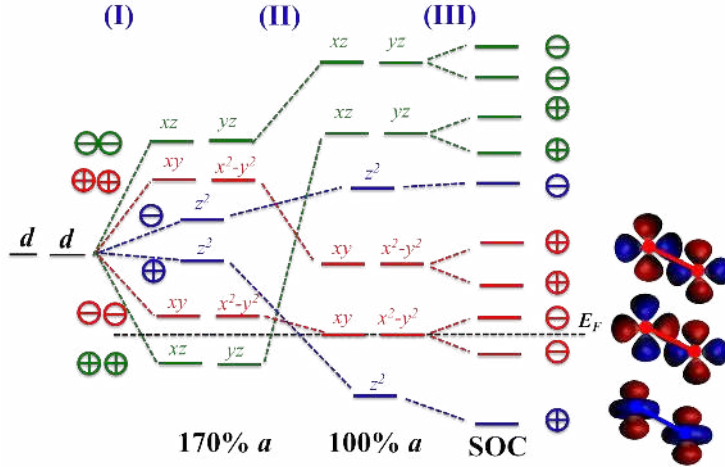 (I) (II) (III)
xz yz
xz yz
xz yz
xy x²-y²
z²
z²
d d
z²
xy x²-y²
xy x²-y²
xy x²-y²
E_F
xz yz
z²
170% a 100% a SOC